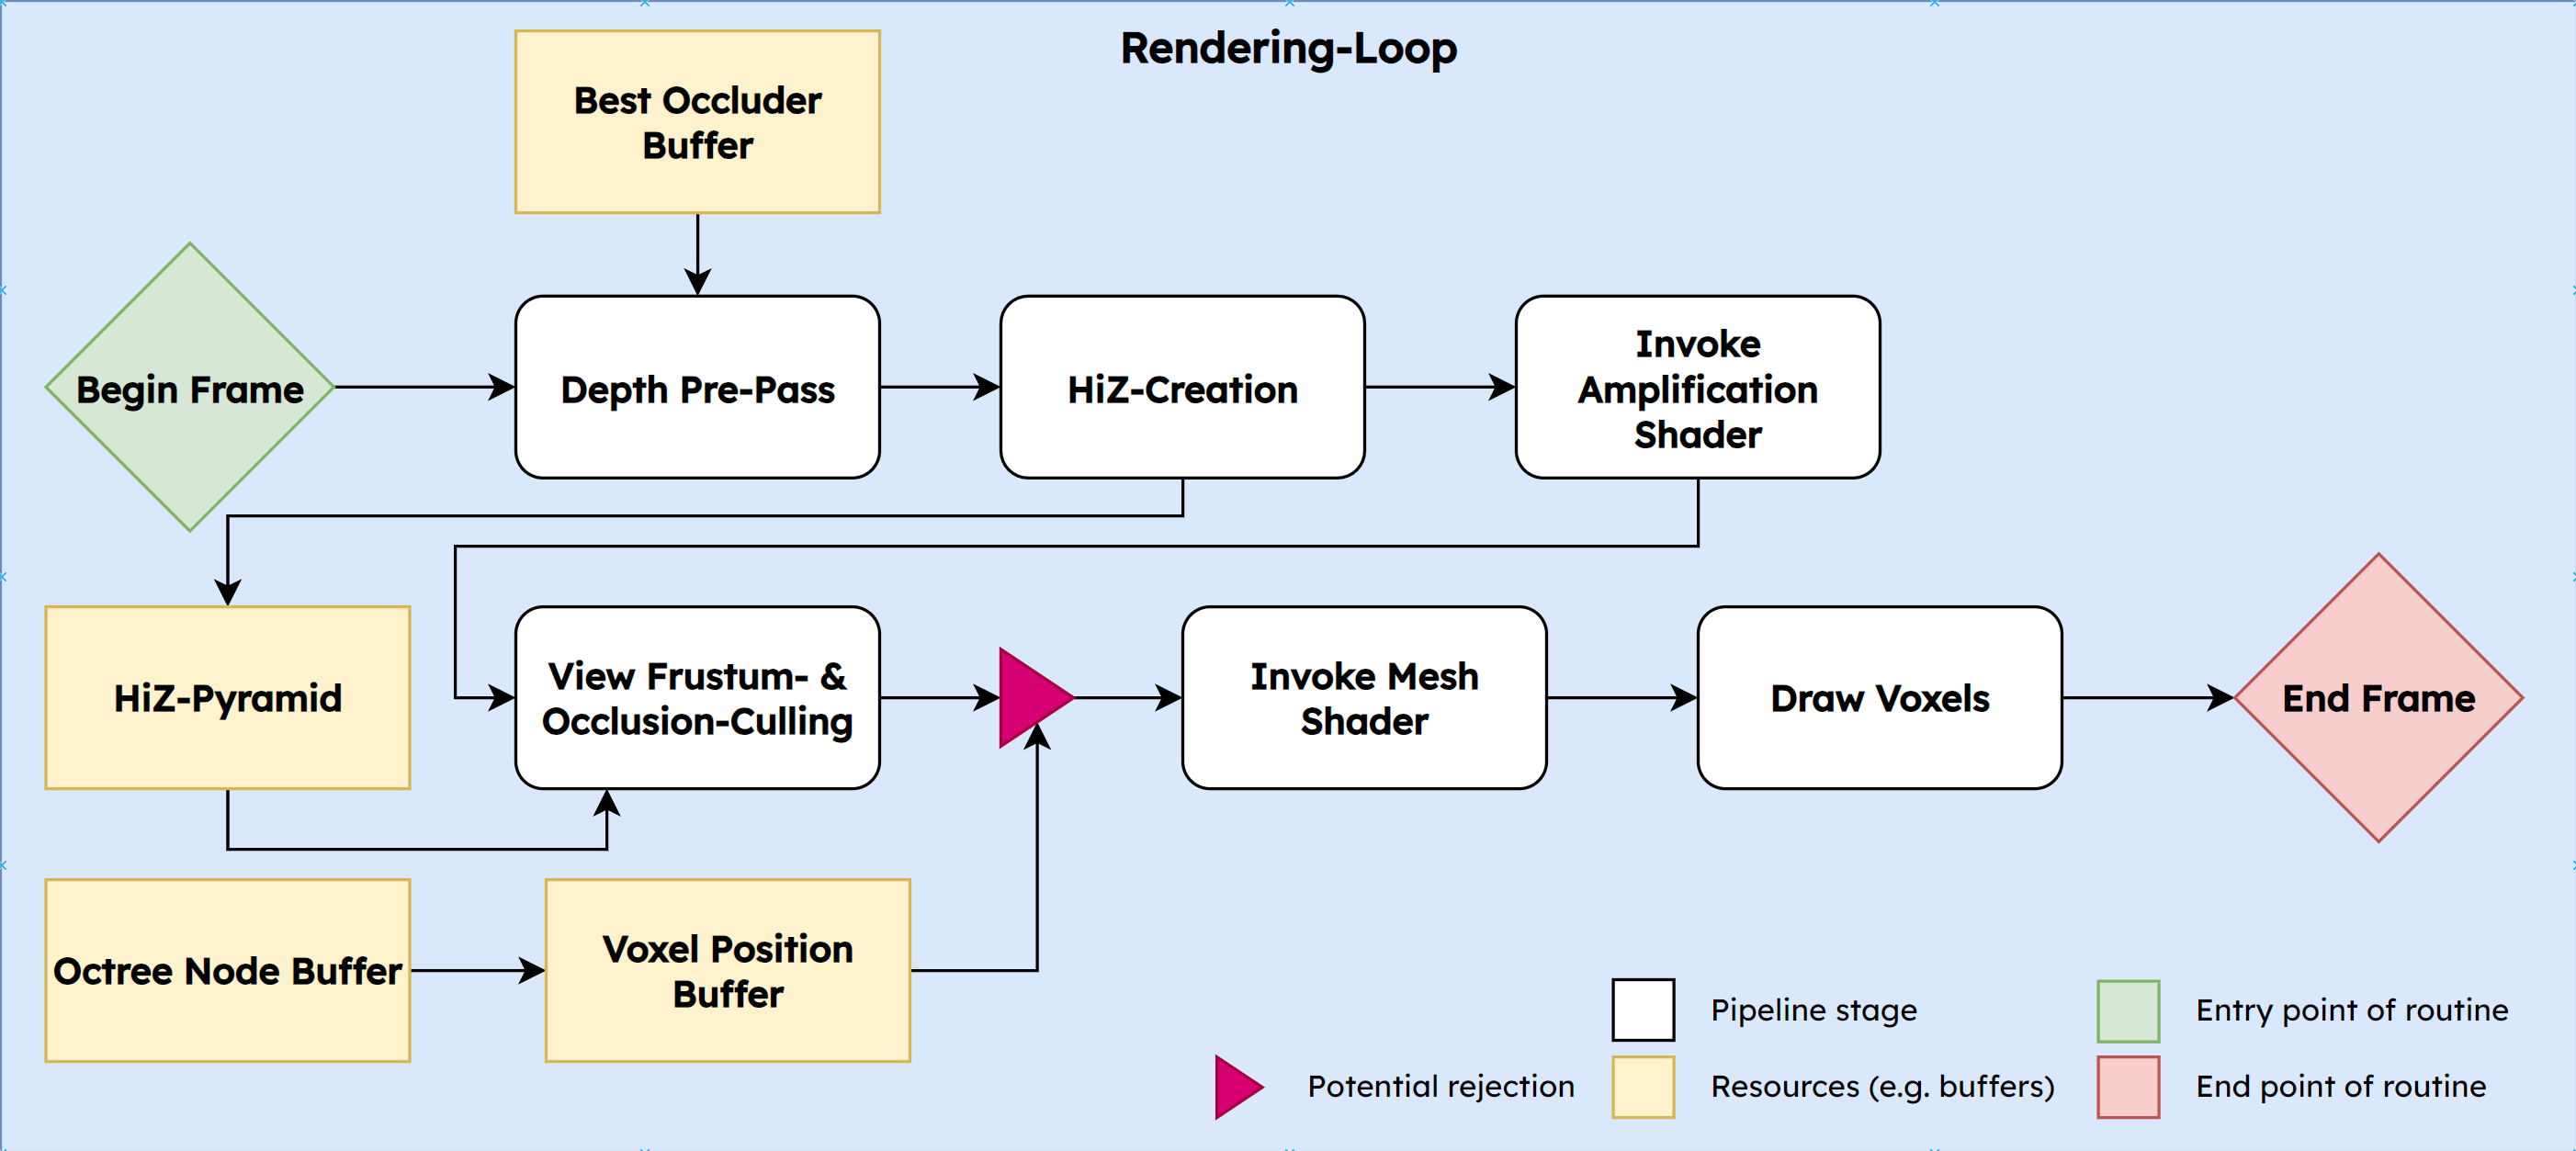 Rendering-Loop
Best Occluder
Buffer
Begin Frame
Depth Pre-Pass
HiZ-Creation
Invoke
Amplification
Shader
HiZ-Pyramid
View Frustum- &
Occlusion-Culling
Invoke Mesh
Shader
Draw Voxels
End Frame
Octree Node Buffer
Voxel Position
Buffer
Pipeline stage
Entry point of routine
Potential rejection
Resources (e.g. buffers)
End point of routine